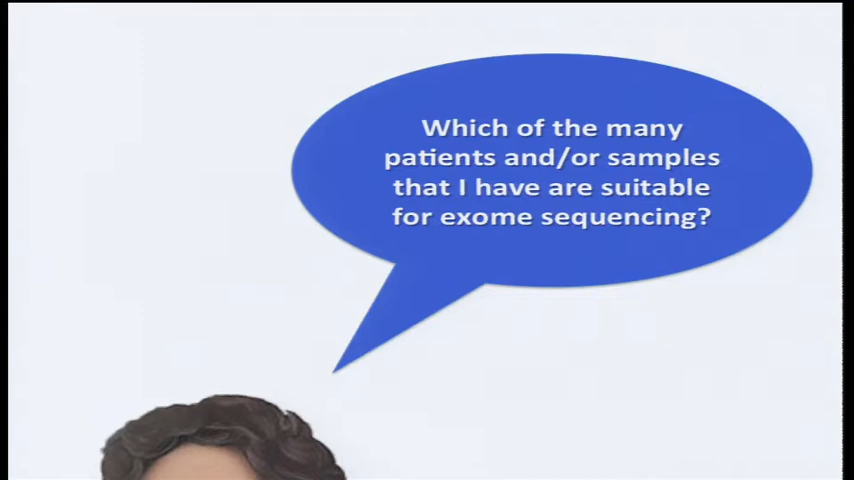 Which of the many
patients and/or samples
that I have are suitable
for exome sequencing?